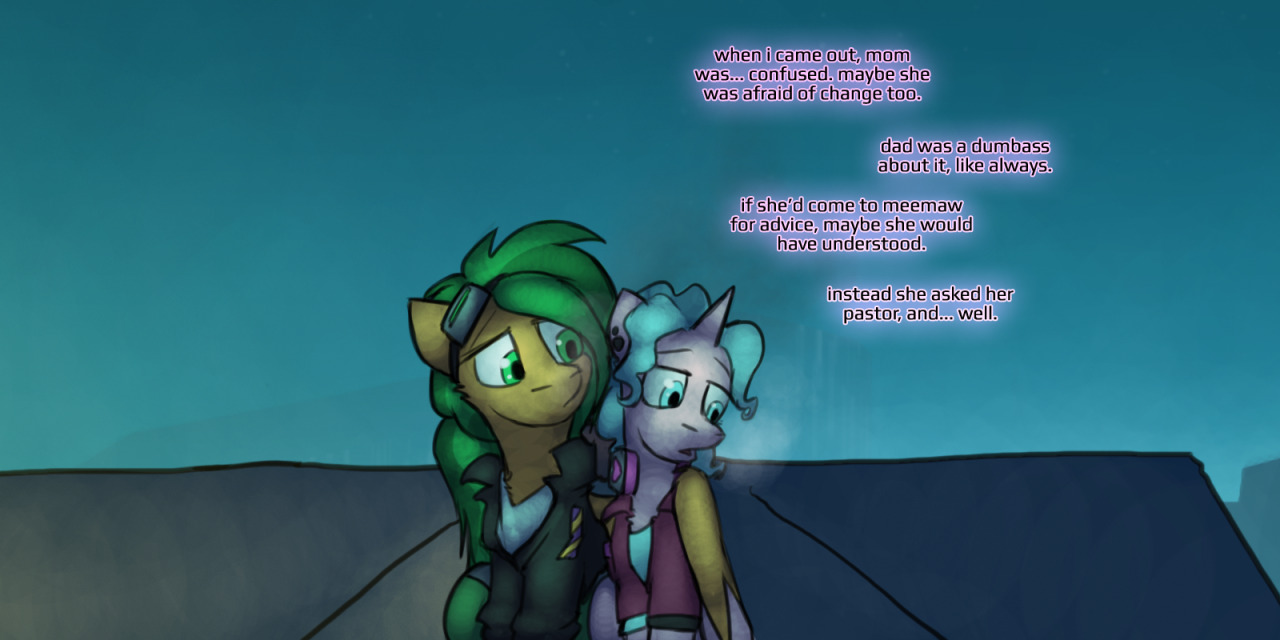 when i came out, mom
was... confused. maybe she
was afraid of change too.
dad was a dumbass
about it, like always.
if she'd come to meemaw
for advice, maybe she would
have understood.
instead she asked her
pastor, and... well.